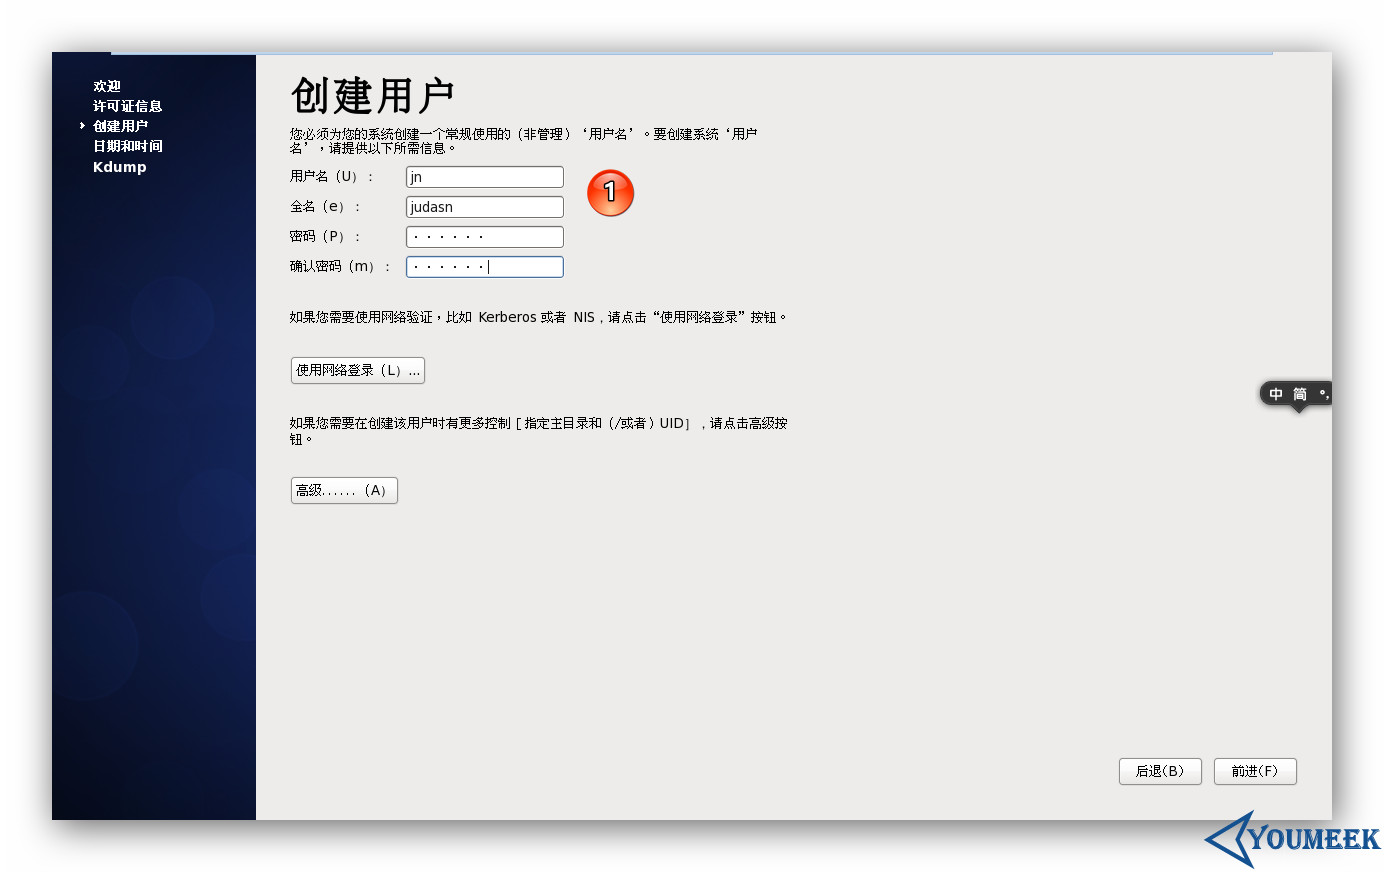 欢迎
许可证信息
创建用户
日期和时间
Kdump
创建用户
您必须为您的系统创建一个常规使用的（非管理）‘用户名’。要创建系统‘用户
名’，请提供以下所需信息。
用户名（U）： jn
1
全名（e）： judasn
密码（P）： ······
确认密码（m）： ······
如果您需要使用网络验证，比如 Kerberos 或者 NIS，请点击“使用网络登录”按钮。
使用网络登录（L）...
如果您需要在创建该用户时有更多控制［指定主目录和（/或者）UID］，请点击高级按
钮。
高级......（A）
中 简 °,
后退(B)
前进(F)
YOUMEEK